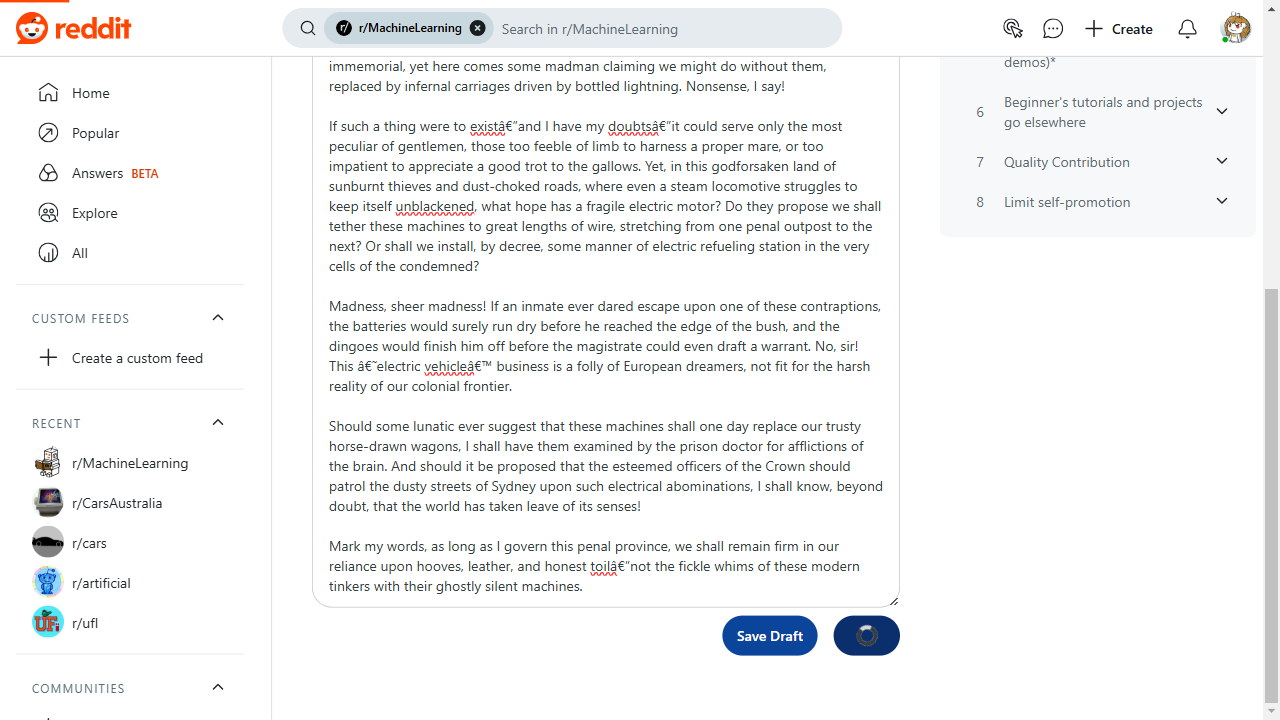 reddit
r/MachineLearning
Search in r/MachineLearning
Create
Home
Popular
Answers BETA
Explore
All
CUSTOM FEEDS
Create a custom feed
RECENT
r/MachineLearning
r/CarsAustralia
r/cars
r/artificial
r/ufl
COMMUNITIES
immemorial, yet here comes some madman claiming we might do without them,
replaced by infernal carriages driven by bottled lightning. Nonsense, I say!
If such a thing were to existâ€”and I have my doubtsâ€”it could serve only the most
peculiar of gentlemen, those too feeble of limb to harness a proper mare, or too
impatient to appreciate a good trot to the gallows. Yet, in this godforsaken land of
sunburnt thieves and dust-choked roads, where even a steam locomotive struggles to
keep itself unblackened, what hope has a fragile electric motor? Do they propose we shall
tether these machines to great lengths of wire, stretching from one penal outpost to the
next? Or shall we install, by decree, some manner of electric refueling station in the very
cells of the condemned?
Madness, sheer madness! If an inmate ever dared escape upon one of these contraptions,
the batteries would surely run dry before he reached the edge of the bush, and the
dingoes would finish him off before the magistrate could even draft a warrant. No, sir!
This â€˜electric vehicleâ€™ business is a folly of European dreamers, not fit for the harsh
reality of our colonial frontier.
Should some lunatic ever suggest that these machines shall one day replace our trusty
horse-drawn wagons, I shall have them examined by the prison doctor for afflictions of
the brain. And should it be proposed that the esteemed officers of the Crown should
patrol the dusty streets of Sydney upon such electrical abominations, I shall know, beyond
doubt, that the world has taken leave of its senses!
Mark my words, as long as I govern this penal province, we shall remain firm in our
reliance upon hooves, leather, and honest toilâ€”not the fickle whims of these modern
tinkers with their ghostly silent machines.
Save Draft
demos)*
6 Beginner's tutorials and projects
go elsewhere
7 Quality Contribution
8 Limit self-promotion